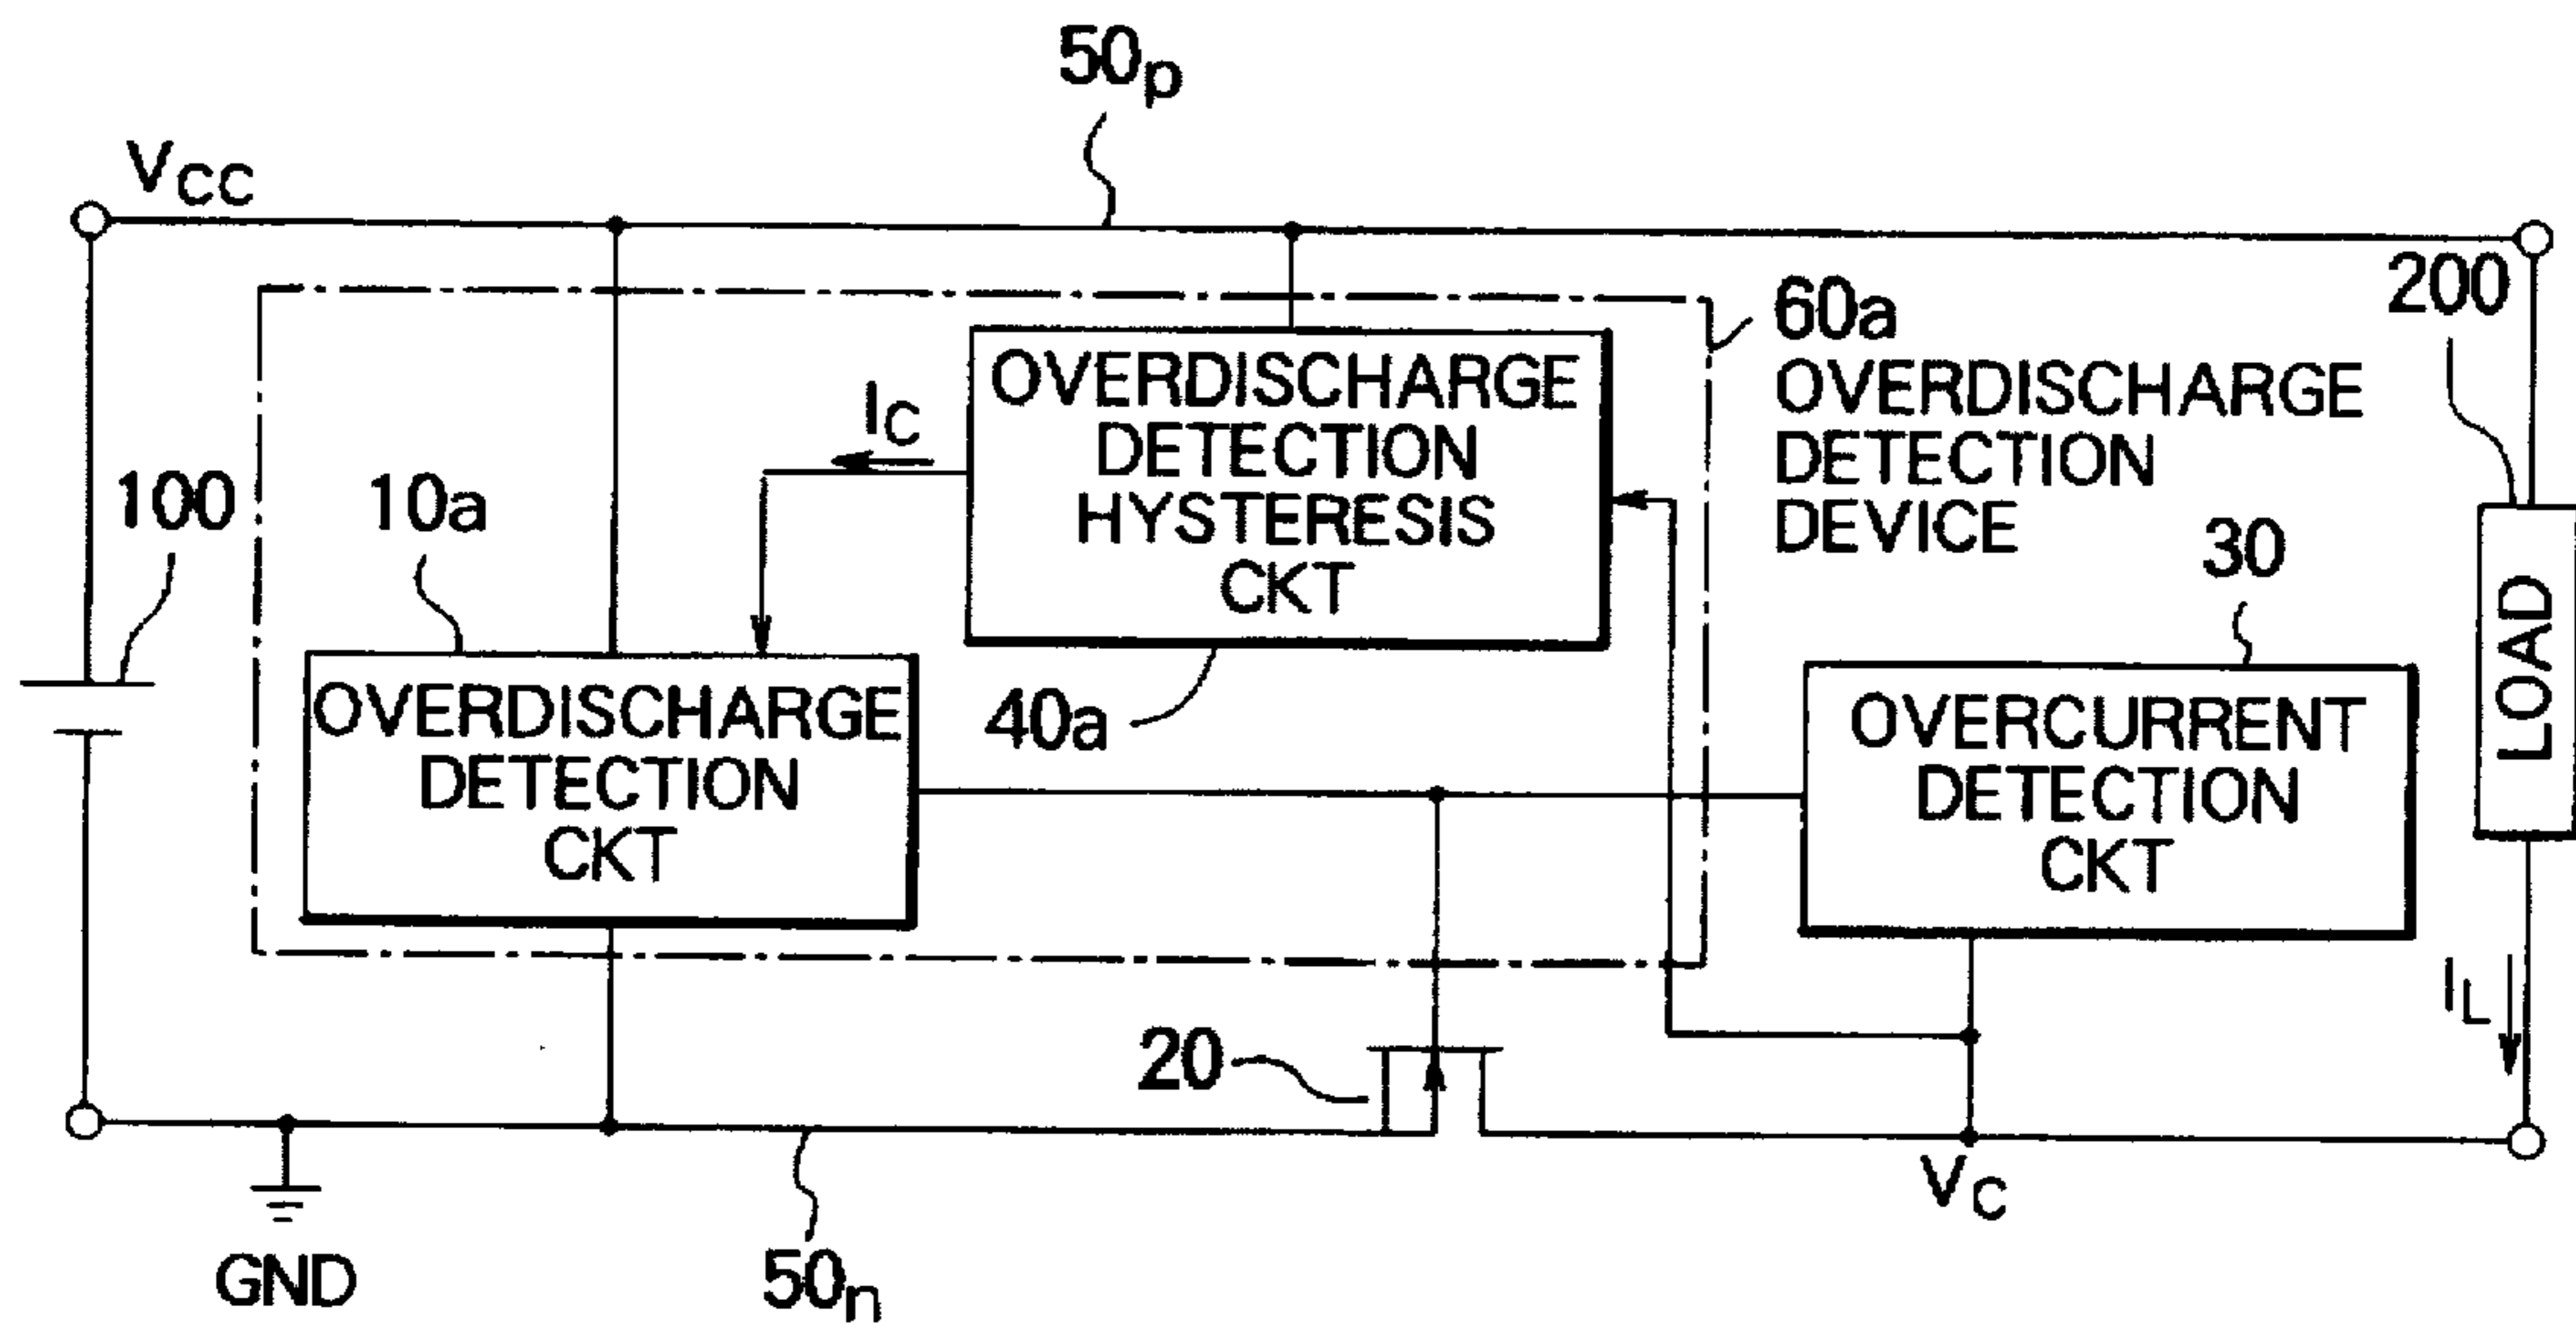 50p
VCC
60a
200
OVERDISCHARGE
DETECTION
HYSTERESIS
CKT
IC
OVERDISCHARGE
DETECTION
DEVICE
100
10a
30
LOAD
OVERDISCHARGE
DETECTION
CKT
40a
OVERCURRENT
DETECTION
CKT
IL
20
VC
GND
50n